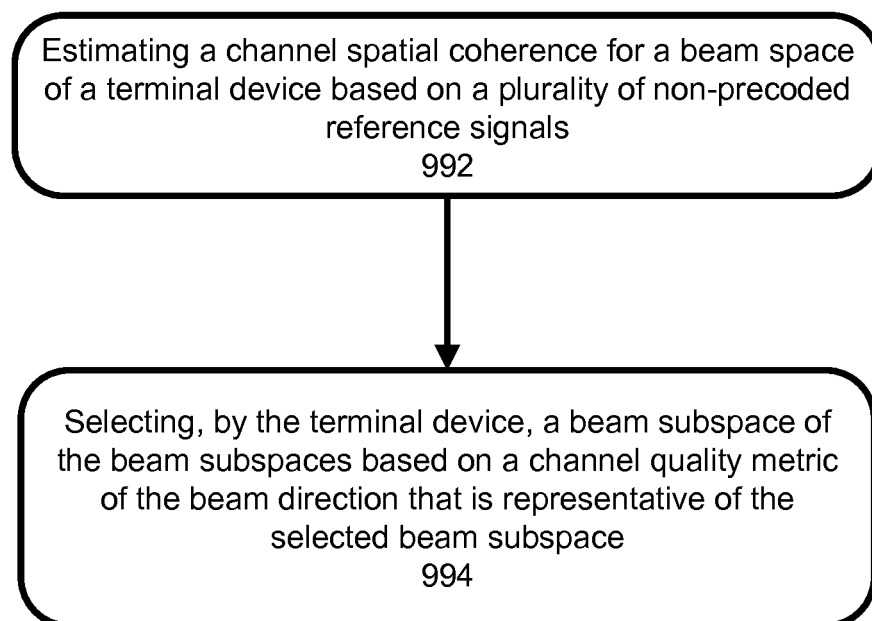 Estimating a channel spatial coherence for a beam space
of a terminal device based on a plurality of non-precoded
reference signals
992
Selecting, by the terminal device, a beam subspace of
the beam subspaces based on a channel quality metric
of the beam direction that is representative of the
selected beam subspace
994